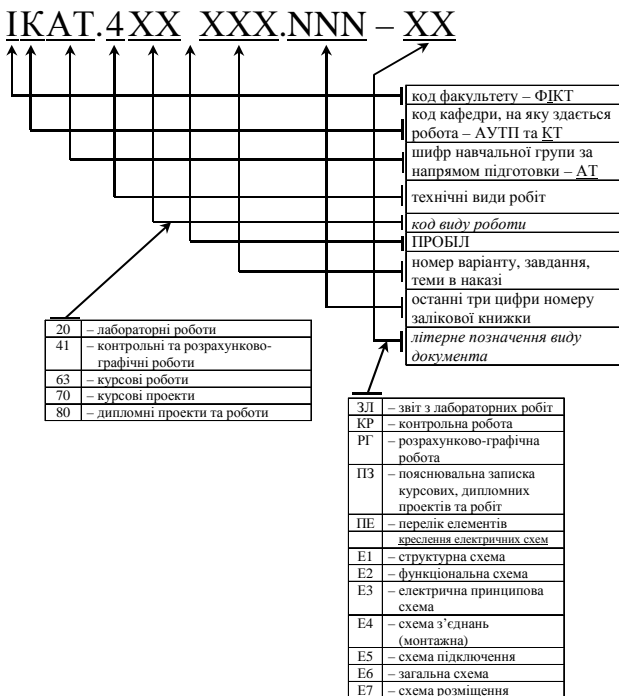 ІКАТ.4ХХ ХХХ.NNN – ХХ
код факультету – ФІКТ
код кафедри, на яку здається
робота – АУТП та КТ
шифр навчальної групи за
напрямом підготовки – АТ
технічні види робіт
код виду роботи
ПРОБІЛ
номер варіанту, завдання,
теми в наказі
останні три цифри номеру
залікової книжки
літерне позначення виду
документа
20 – лабораторні роботи
41 – контрольні та розрахунково-
графічні роботи
63 – курсові роботи
70 – курсові проекти
80 – дипломні проекти та роботи
ЗЛ – звіт з лабораторних робіт
КР – контрольна робота
РГ – розрахунково-графічна
робота
ПЗ – пояснювальна записка
курсових, дипломних
проектів та робіт
ПЕ – перелік елементів
креслення електричних схем
Е1 – структурна схема
Е2 – функціональна схема
Е3 – електрична принципова
схема
Е4 – схема з’єднань
(монтажна)
Е5 – схема підключення
Е6 – загальна схема
Е7 – схема розміщення